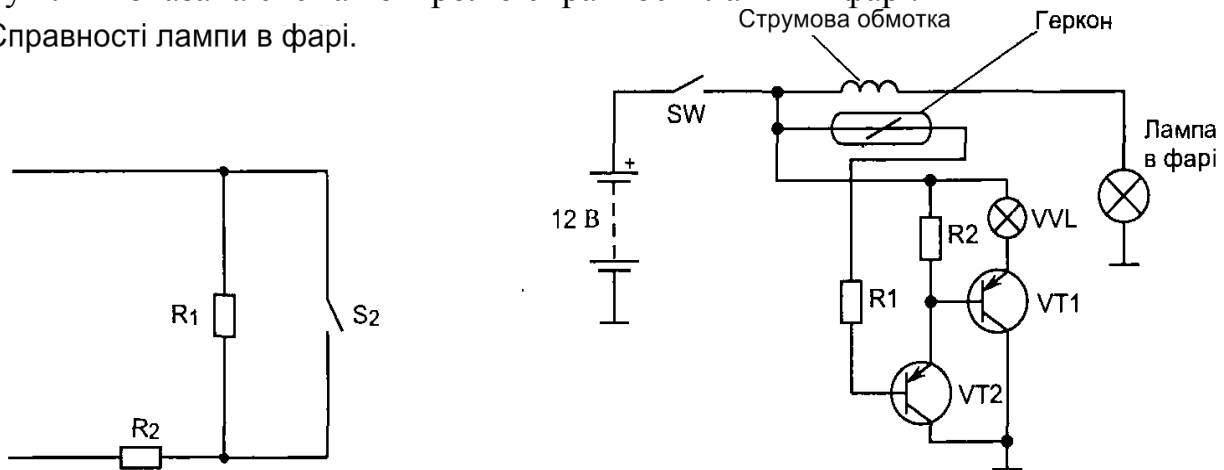 Справності лампи в фарі.
Струмова обмотка
Геркон
SW
Лампа
в фарі
+
12 В
R2
VVL
R1
VT1
VT2
R1
S2
R2